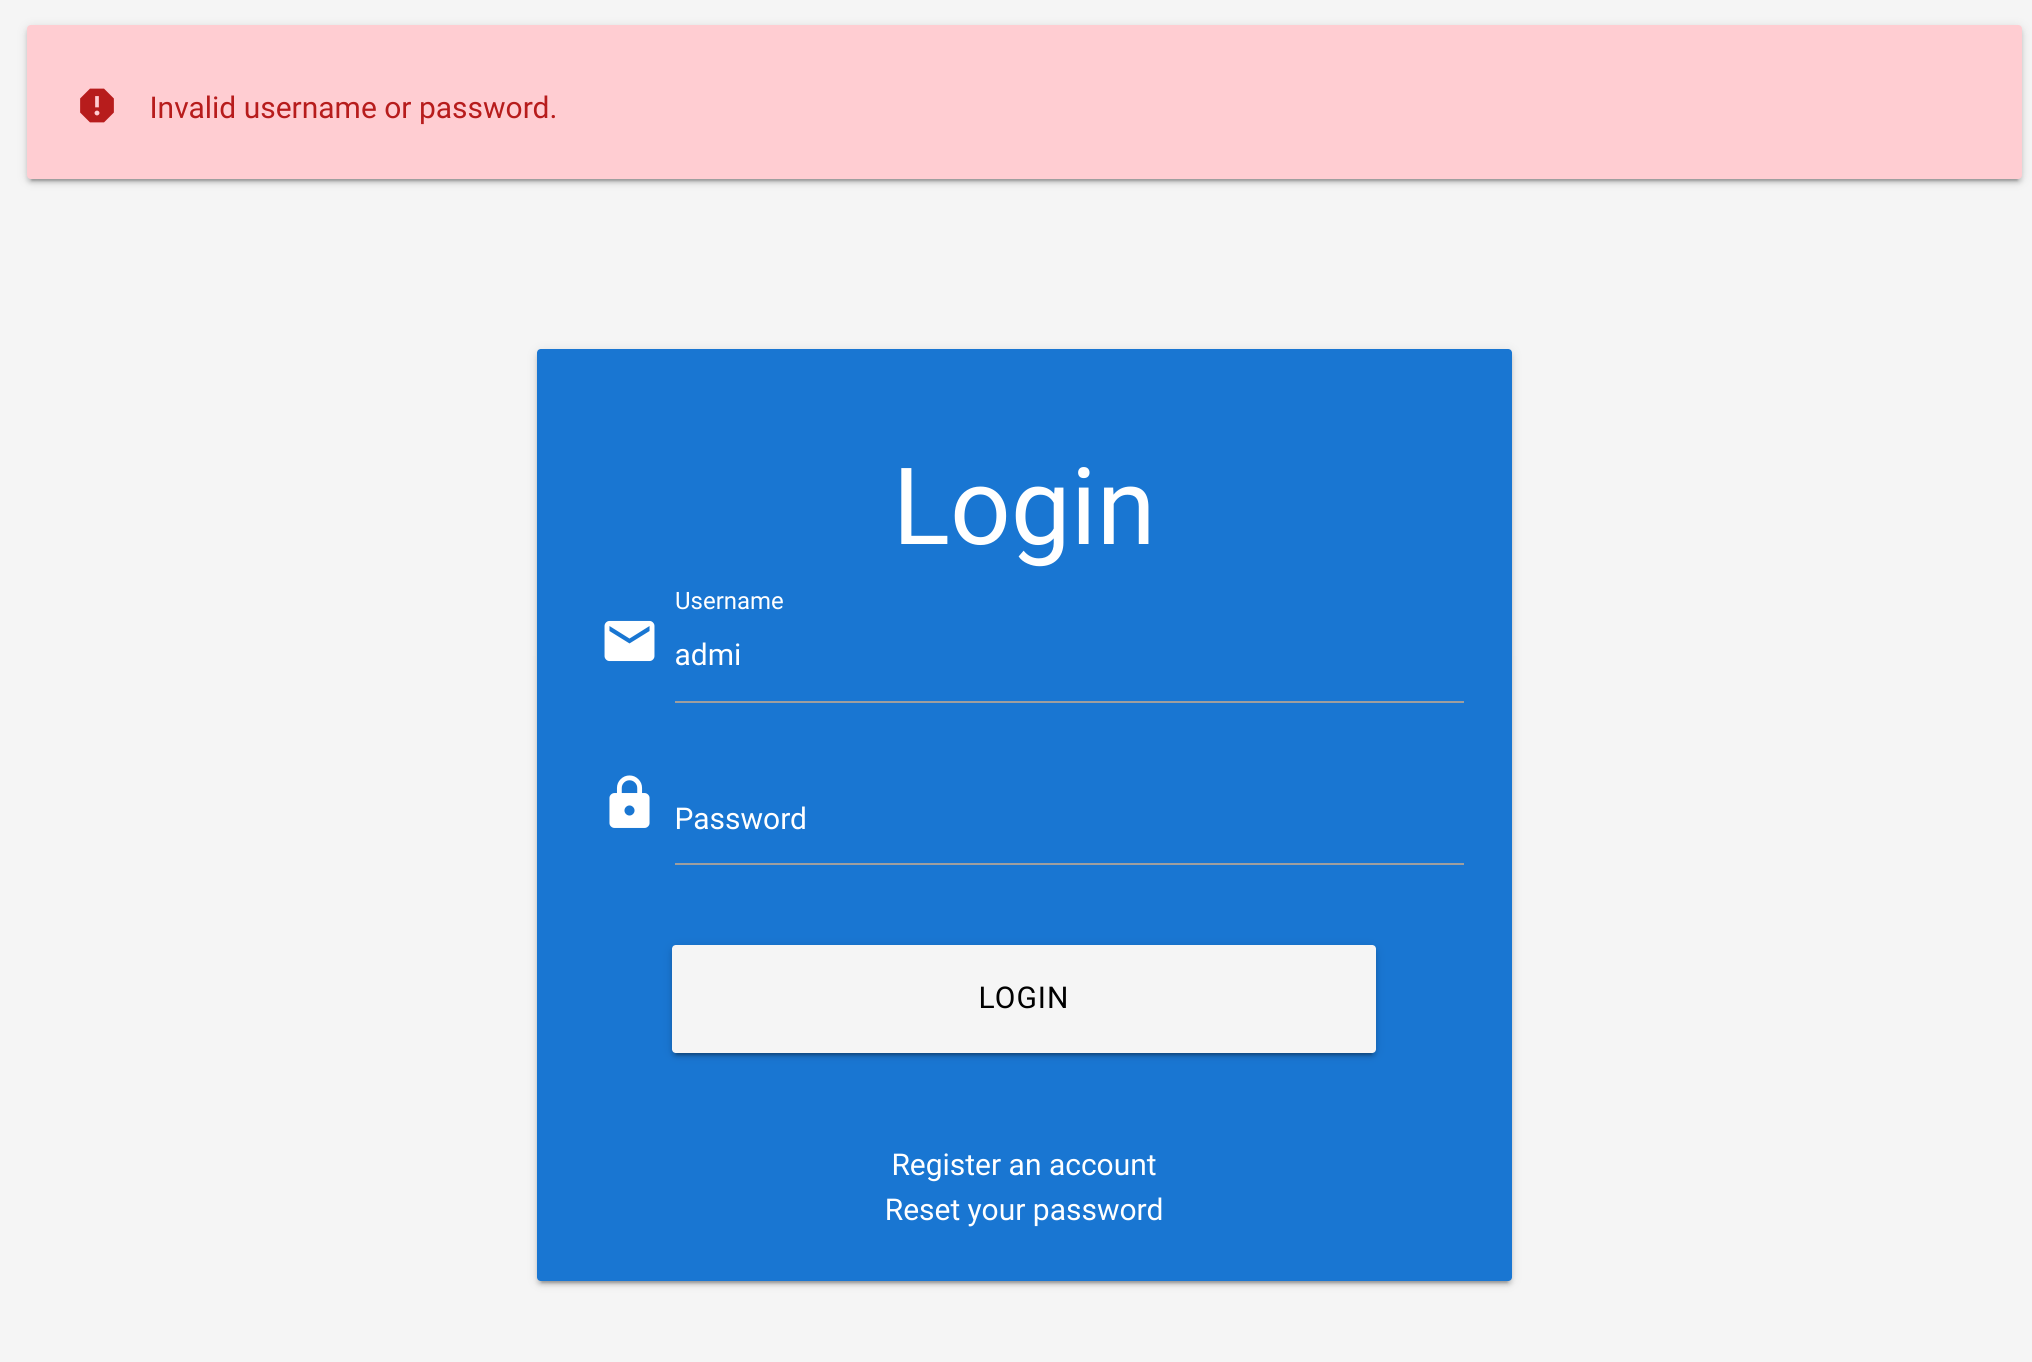 Invalid username or password.
Login
Username
admi
Password
LOGIN
Register an account
Reset your password